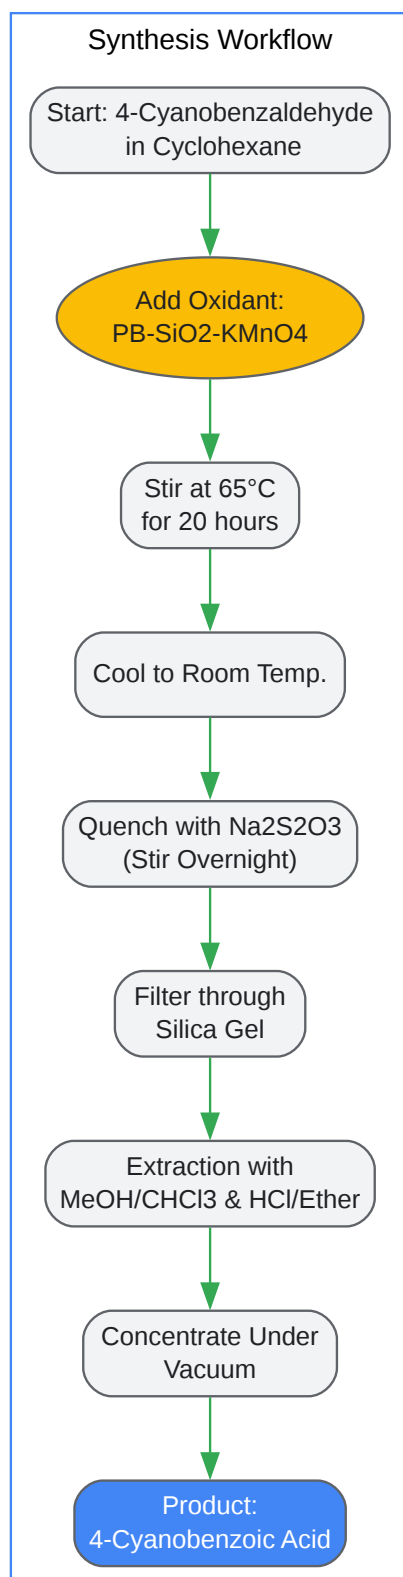 Synthesis Workflow
Start: 4-Cyanobenzaldehyde
in Cyclohexane
Add Oxidant:
PB-SiO2-KMnO4
Stir at 65°C
for 20 hours
Cool to Room Temp.
Quench with Na2S2O3
(Stir Overnight)
Filter through
Silica Gel
Extraction with
MeOH/CHCl3 & HCl/Ether
Concentrate Under
Vacuum
Product:
4-Cyanobenzoic Acid